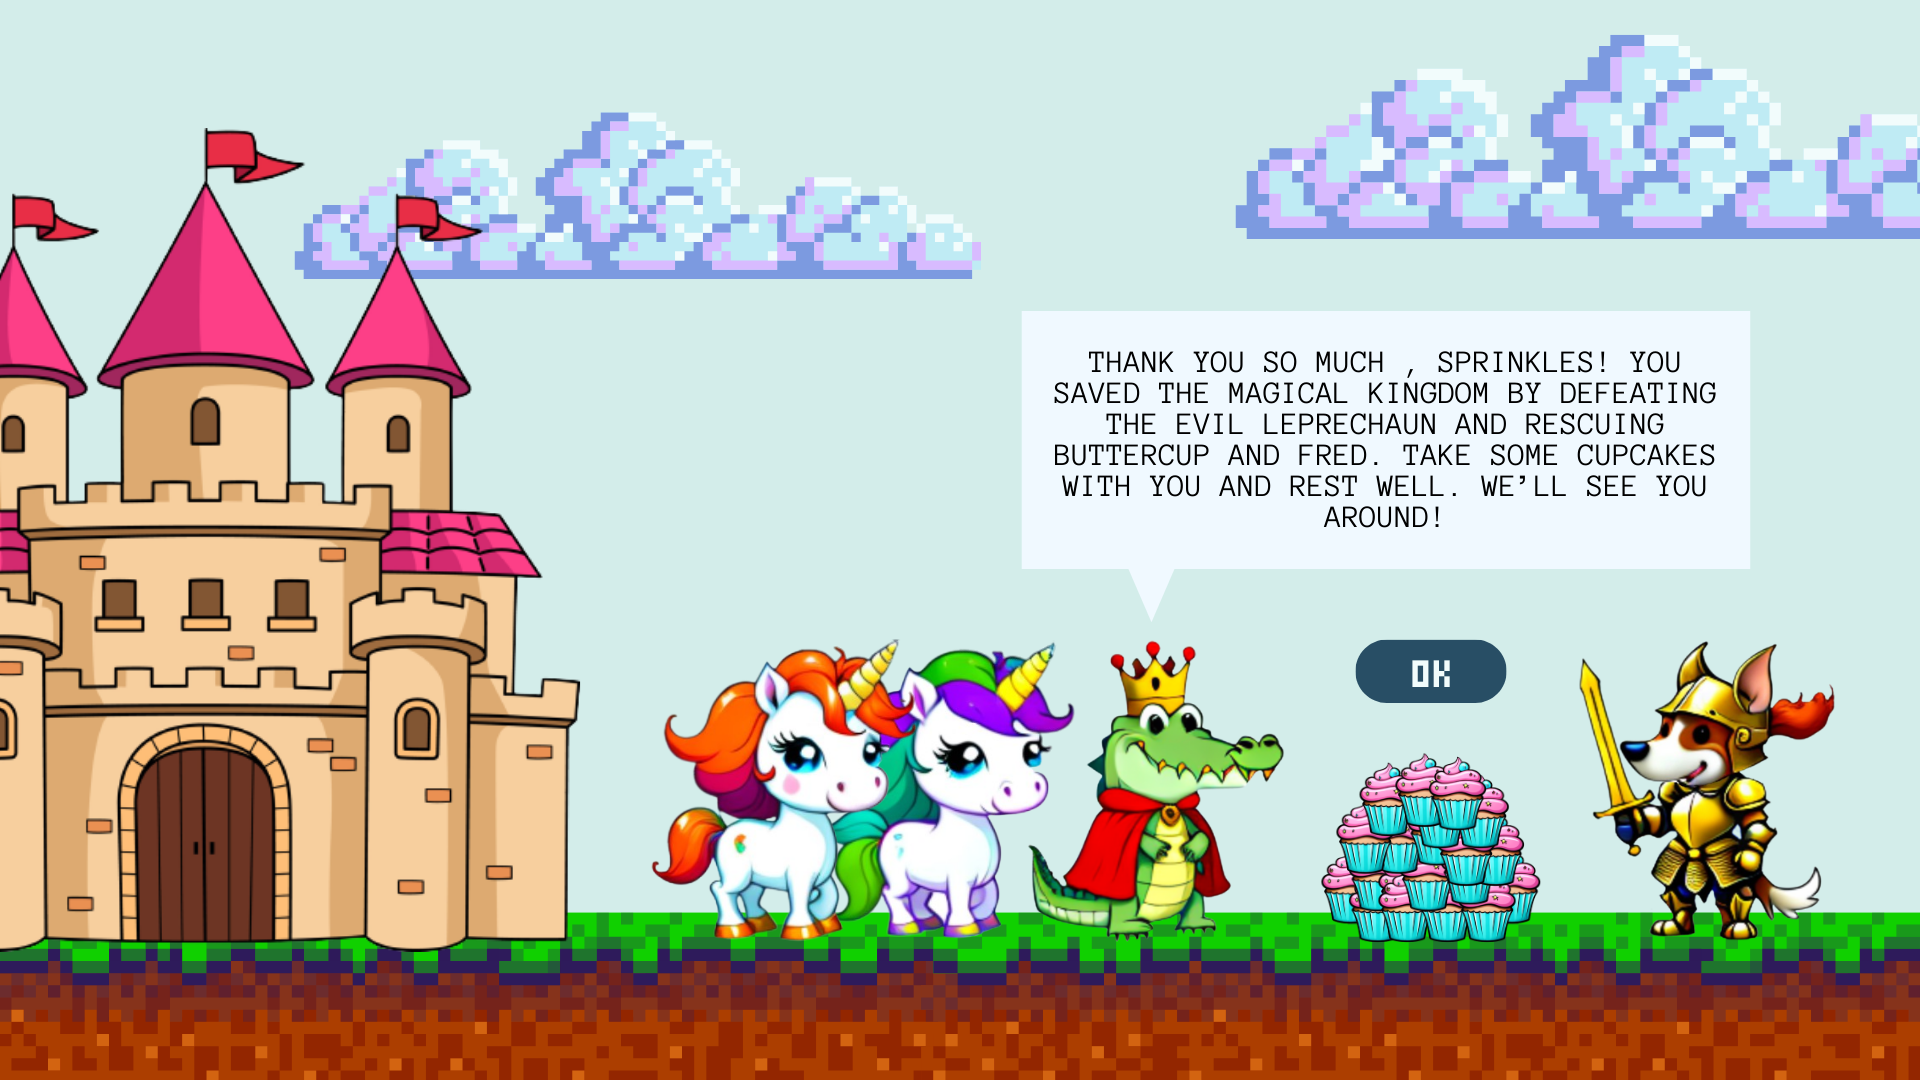 THANK YOU SO MUCH , SPRINKLES! YOU
SAVED THE MAGICAL KINGDOM BY DEFEATING
THE EVIL LEPRECHAUN AND RESCUING
BUTTERCUP AND FRED. TAKE SOME CUPCAKES
WITH YOU AND REST WELL. WE’LL SEE YOU
AROUND!
OK